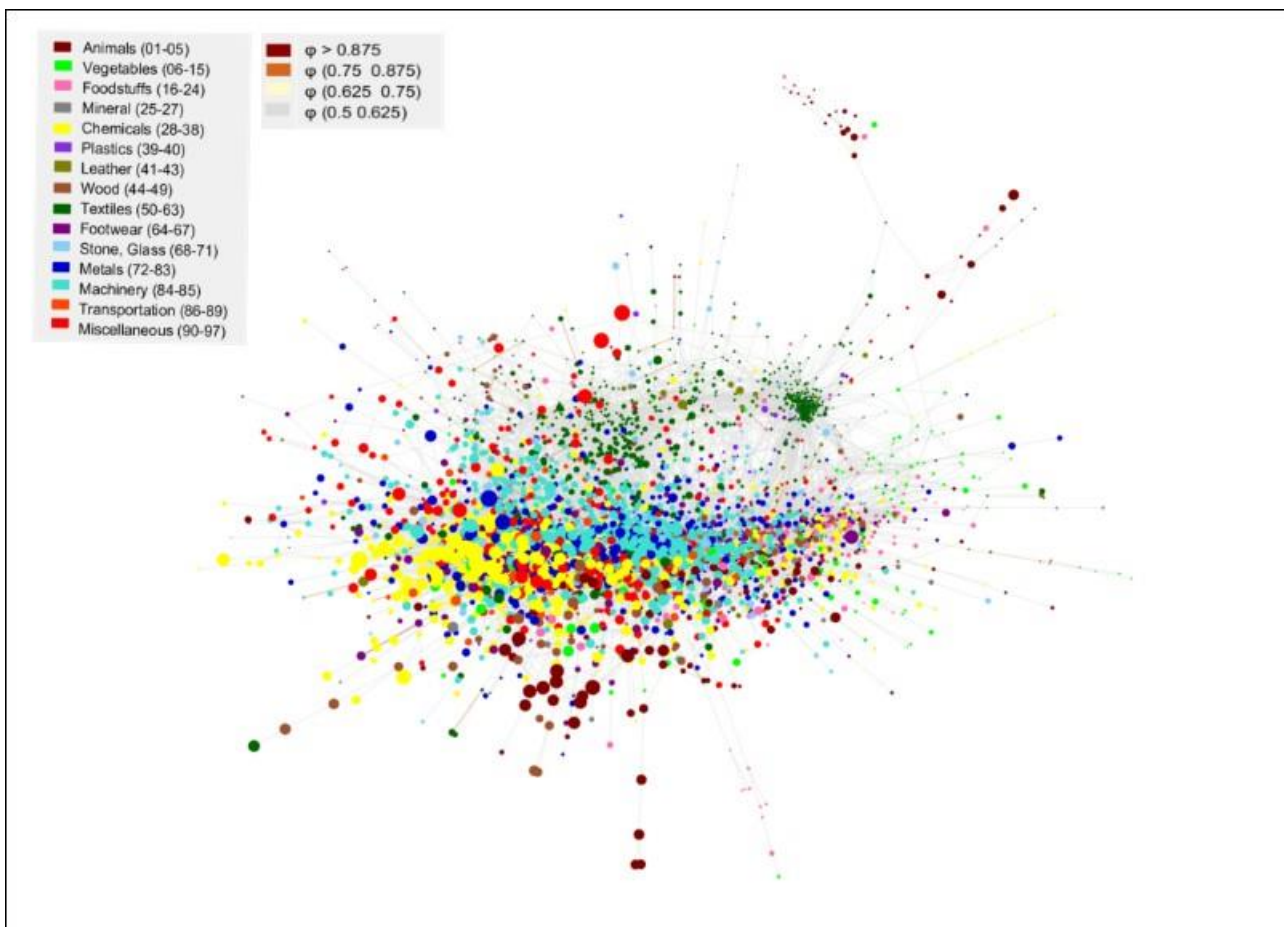 Animals (01-05)
Vegetables (06-15)
Foodstuffs (16-24)
Mineral (25-27)
Chemicals (28-38)
Plastics (39-40)
Leather (41-43)
Wood (44-49)
Textiles (50-63)
Footwear (64-67)
Stone, Glass (68-71)
Metals (72-83)
Machinery (84-85)
Transportation (86-89)
Miscellaneous (90-97)
φ > 0.875
φ (0.75 0.875)
φ (0.625 0.75)
φ (0.5 0.625)